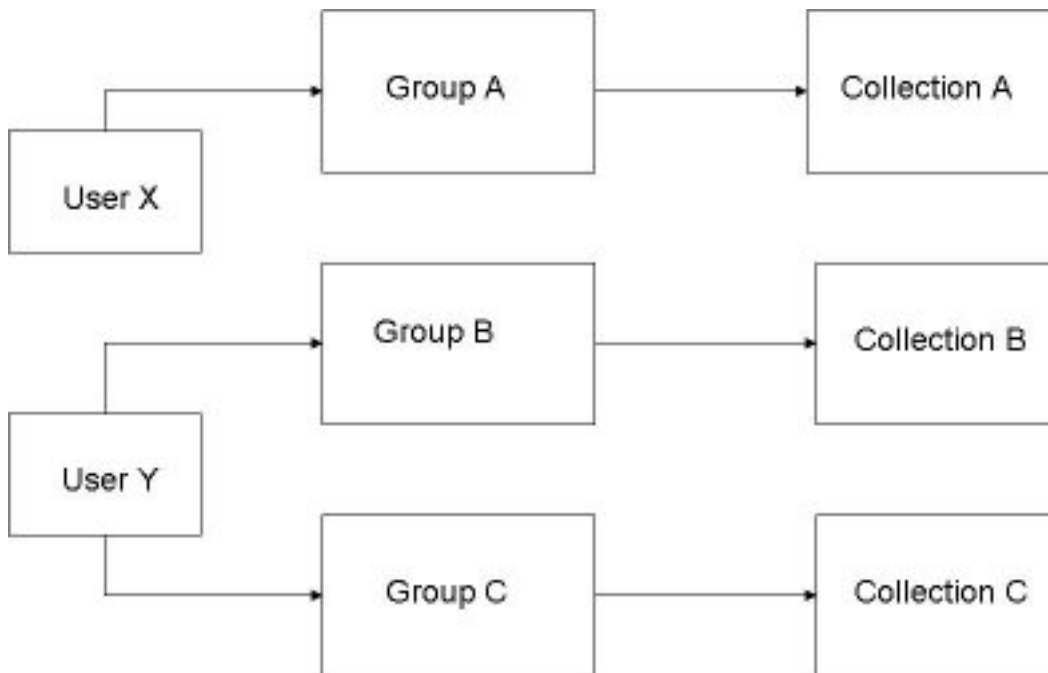 Group A
Collection A
User X
Group B
Collection B
User Y
Group C
Collection C